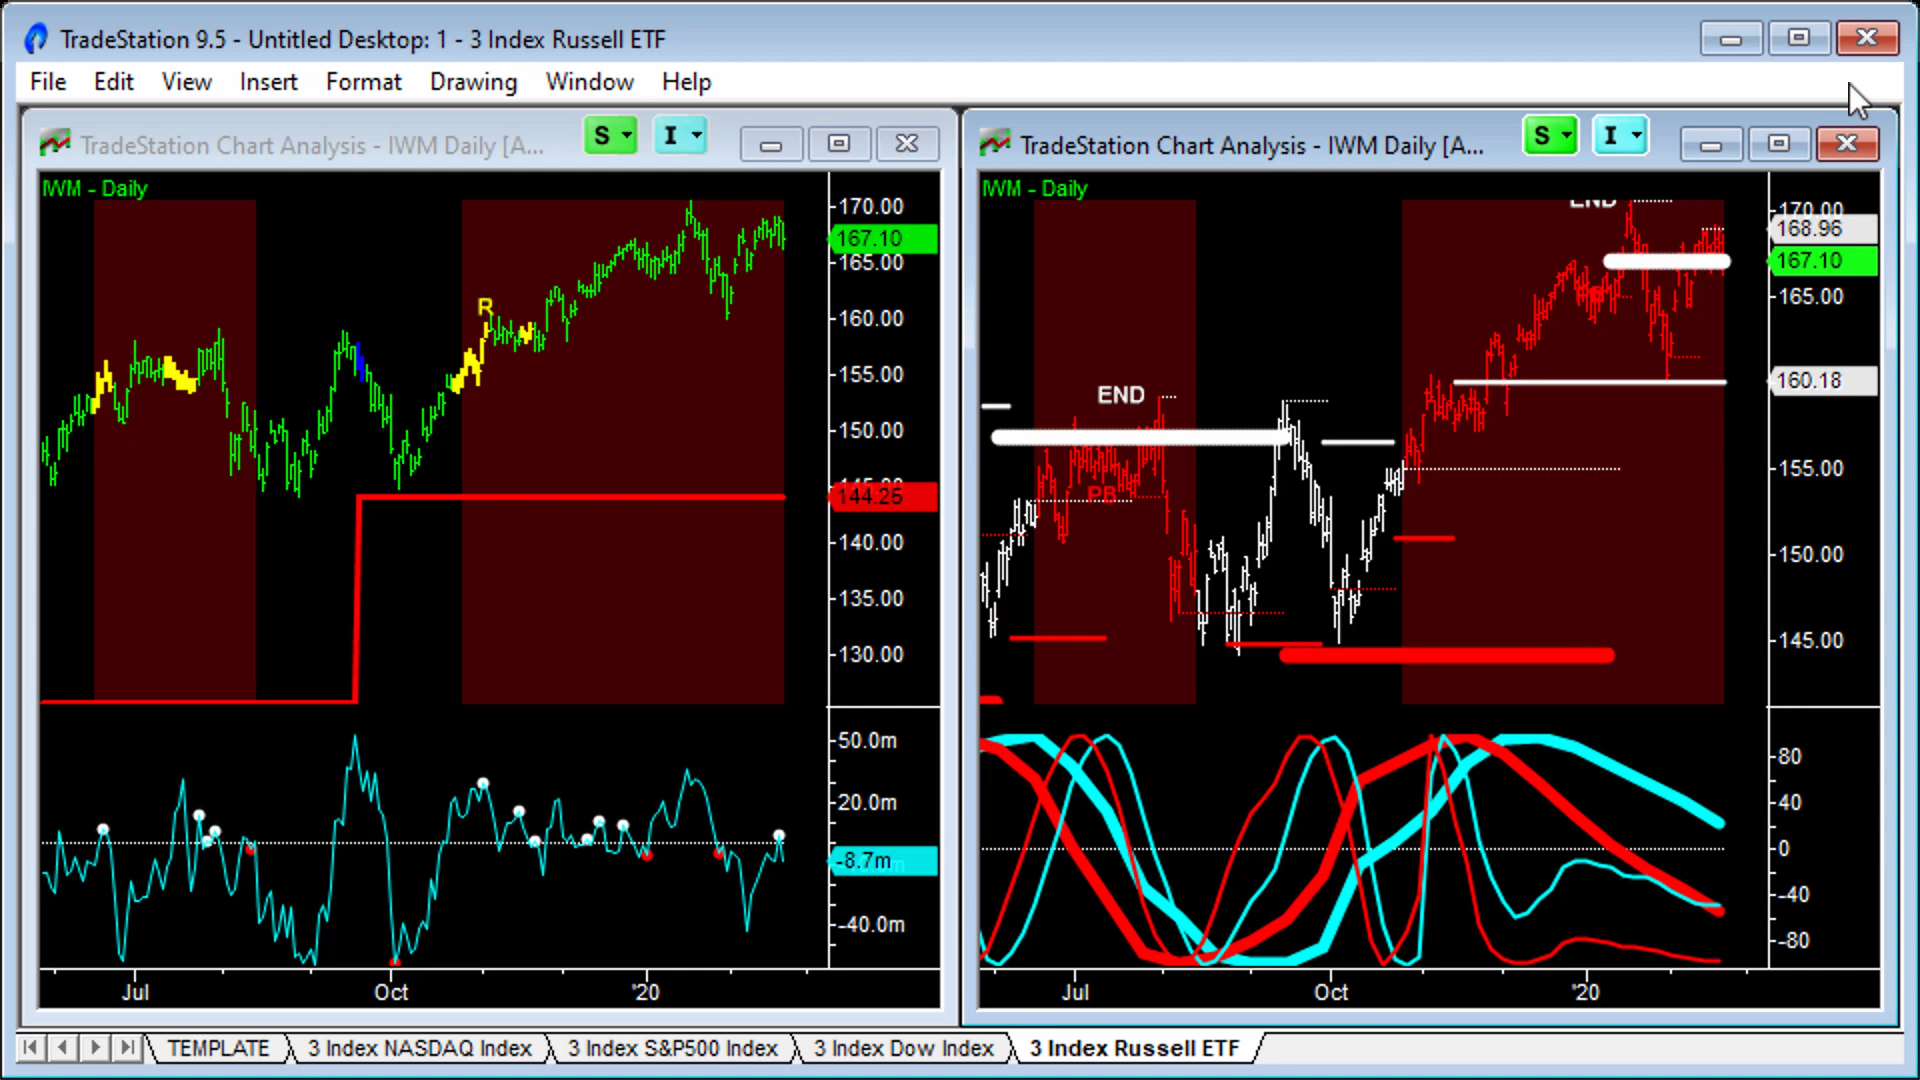 TradeStation 9.5 - Untitled Desktop: 1 - 3 Index Russell ETF
File Edit View Insert Format Drawing Window Help
TradeStation Chart Analysis - IWM Daily [A...
S I
IWM - Daily
R
170.00
167.10
165.00
160.00
155.00
150.00
144.25
140.00
135.00
130.00
50.0m
20.0m
-8.7m
-40.0m
Jul Oct '20
TradeStation Chart Analysis - IWM Daily [A...
S I
IWM - Daily
END
END
PB
170.00
168.96
167.10
165.00
160.18
155.00
150.00
145.00
80
40
0
-40
-80
Jul Oct '20
TEMPLATE 3 Index NASDAQ Index 3 Index S&P500 Index 3 Index Dow Index 3 Index Russell ETF